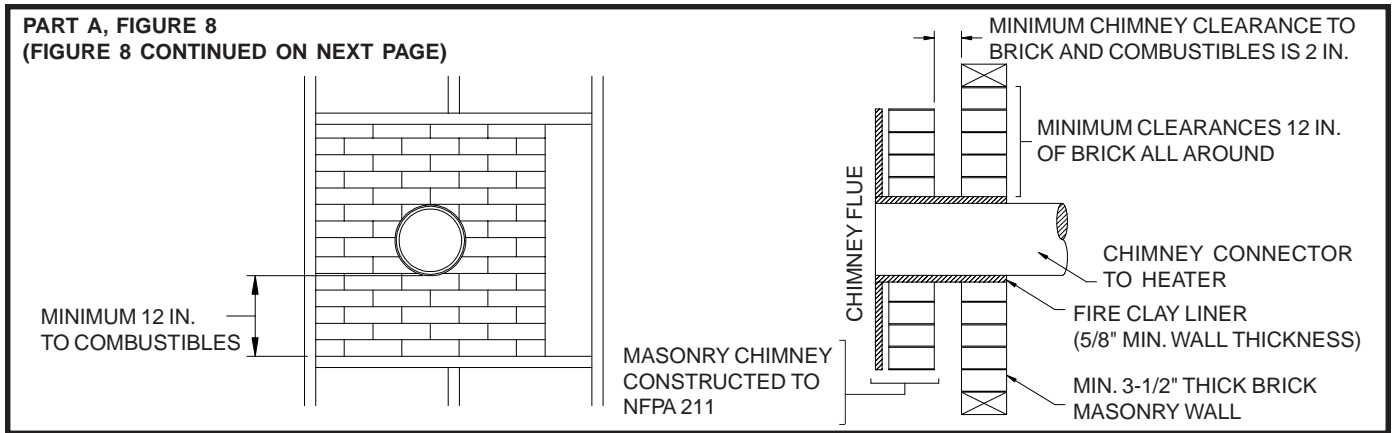 PART A, FIGURE 8
(FIGURE 8 CONTINUED ON NEXT PAGE)
MINIMUM 12 IN.
TO COMBUSTIBLES
MINIMUM CHIMNEY CLEARANCE TO
BRICK AND COMBUSTIBLES IS 2 IN.
MINIMUM CLEARANCES 12 IN.
OF BRICK ALL AROUND
CHIMNEY FLUE
CHIMNEY CONNECTOR
TO HEATER
FIRE CLAY LINER
(5/8" MIN. WALL THICKNESS)
MASONRY CHIMNEY
CONSTRUCTED TO
NFPA 211
MIN. 3-1/2" THICK BRICK
MASONRY WALL